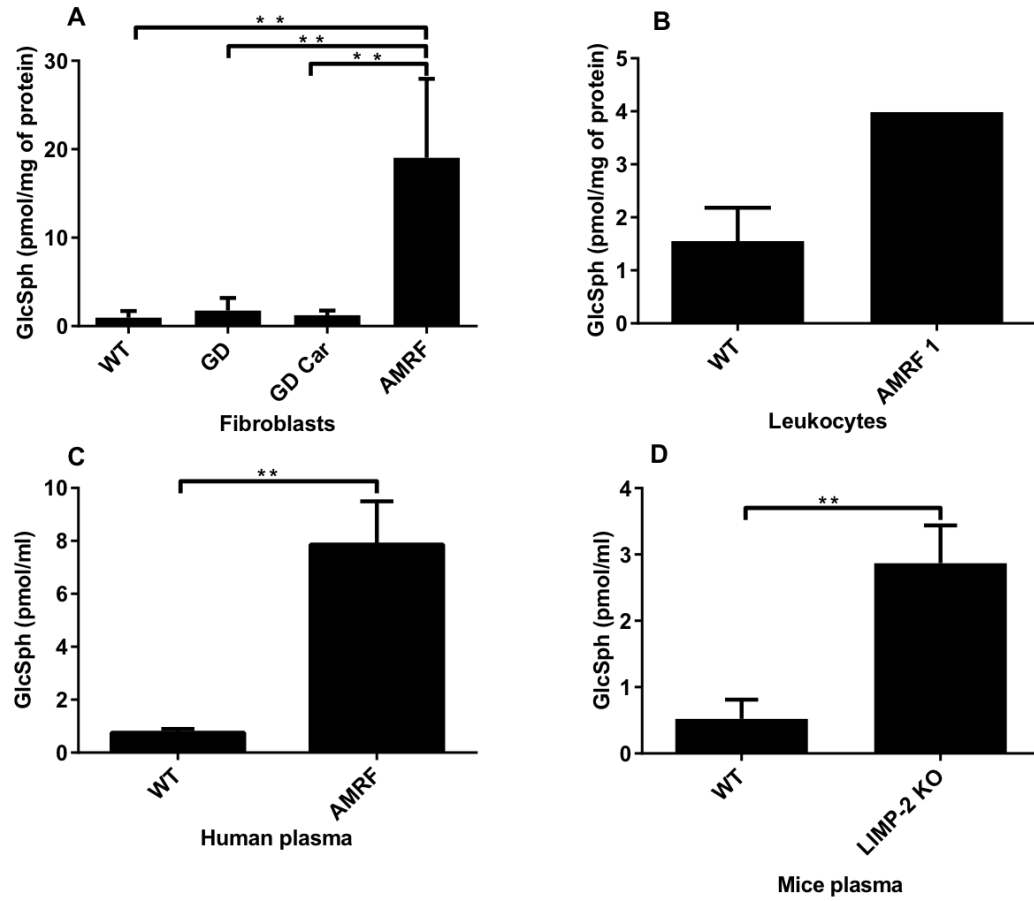 A
* *
* *
* *
GlcSph (pmol/mg of protein)
30
20
10
0
WT
GD
GD Car
AMRF
Fibroblasts
B
GlcSph (pmol/mg of protein)
5
4
3
2
1
0
WT
AMRF 1
Leukocytes
C
**
GlcSph (pmol/ml)
10
8
6
4
2
0
WT
AMRF
Human plasma
D
**
GlcSph (pmol/ml)
4
3
2
1
0
WT
LIMP-2 KO
Mice plasma